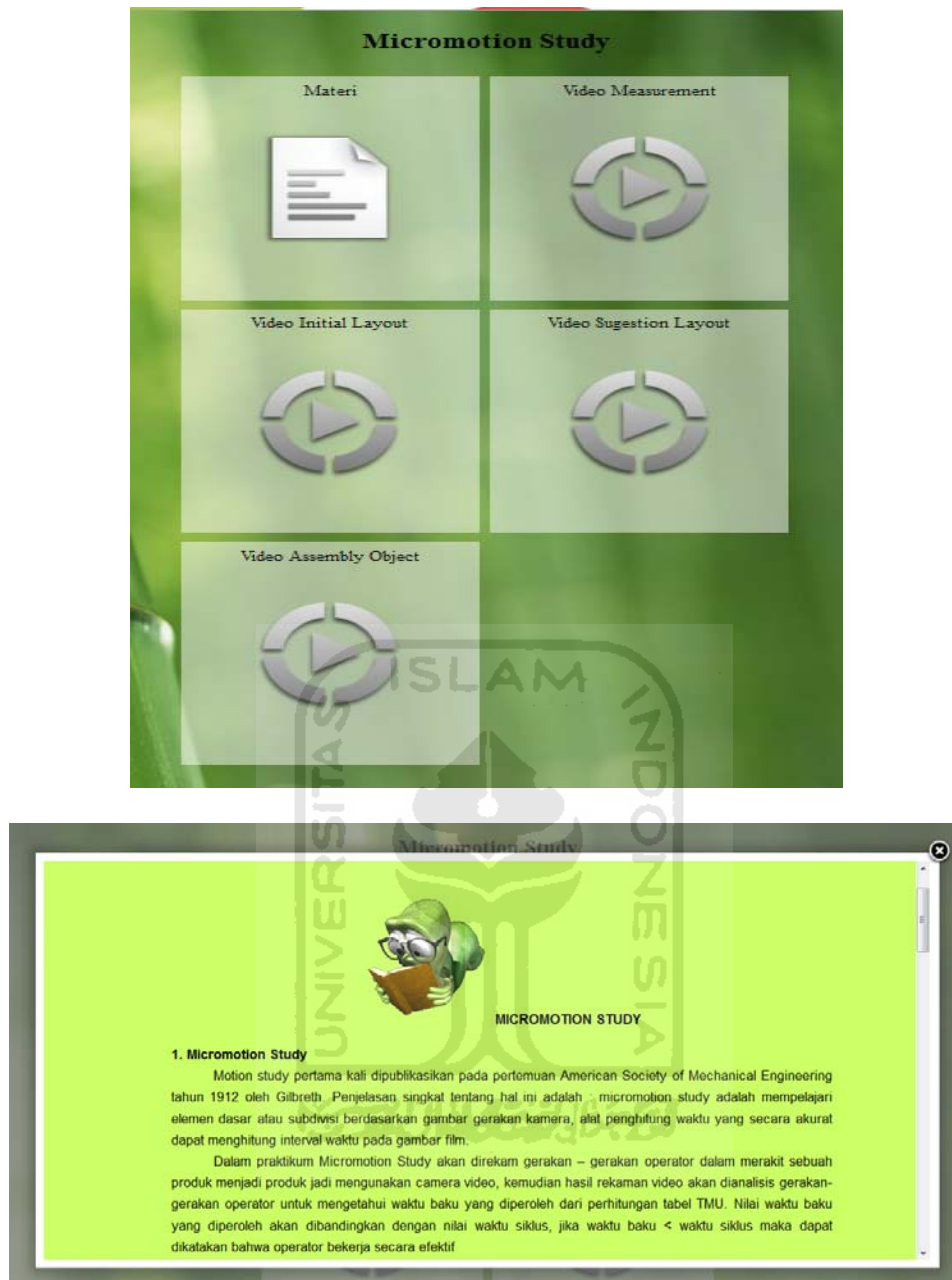 Micromotion Study
Materi
Video Measurement
Video Initial Layout
Video Sugestion Layout
Video Assembly Object
UNIVERSITAS ISLAM INDONESIA
Micromotion Study
MICROMOTION STUDY
1. Micromotion Study
Motion study pertama kali dipublikasikan pada pertemuan American Society of Mechanical Engineering
tahun 1912 oleh Gilbreth. Penjelasan singkat tentang hal ini adalah : micromotion study adalah mempelajari
elemen dasar atau subdivisi berdasarkan gambar gerakan kamera, alat penghitung waktu yang secara akurat
dapat menghitung interval waktu pada gambar film.
Dalam praktikum Micromotion Study akan direkam gerakan – gerakan operator dalam merakit sebuah
produk menjadi produk jadi mengunakan camera video, kemudian hasil rekaman video akan dianalisis gerakan-
gerakan operator untuk mengetahui waktu baku yang diperoleh dari perhitungan tabel TMU. Nilai waktu baku
yang diperoleh akan dibandingkan dengan nilai waktu siklus, jika waktu baku < waktu siklus maka dapat
dikatakan bahwa operator bekerja secara efektif